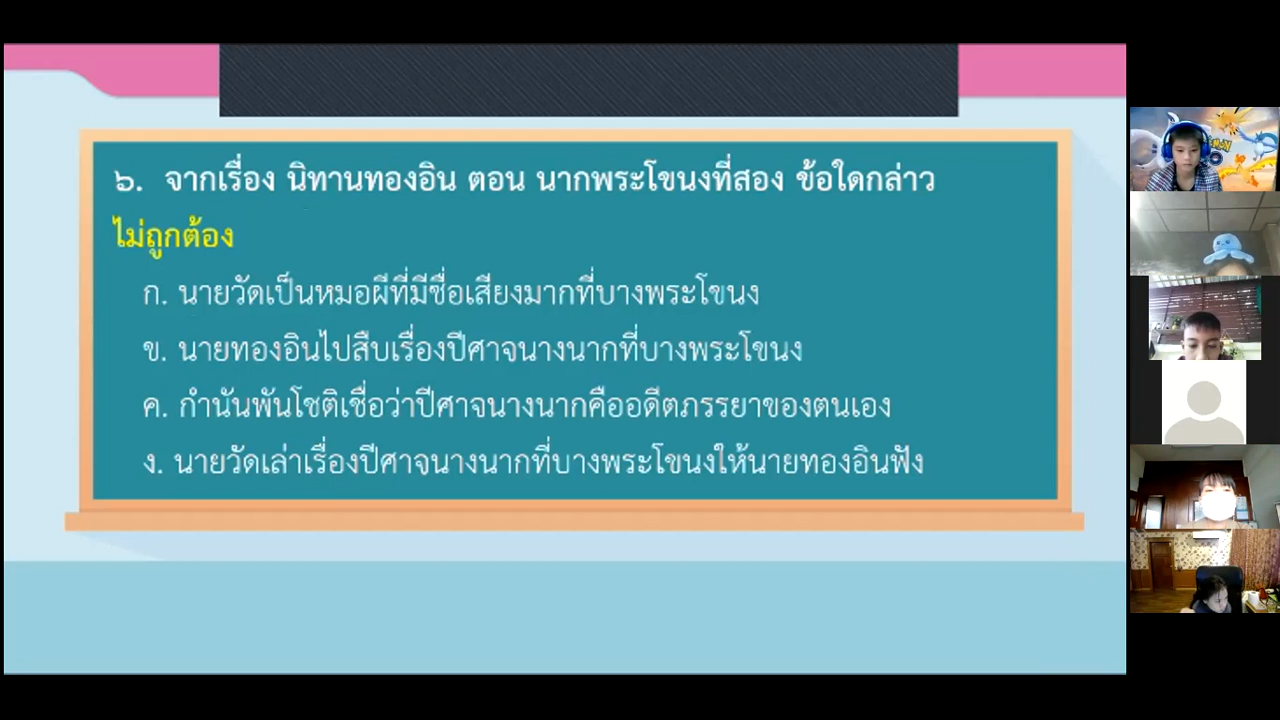 ๖. จากเรื่อง นิทานทองอิน ตอน นากพระโขนงที่สอง ข้อใดกล่าว
ไม่ถูกต้อง
ก. นายวัดเป็นหมอผีที่มีชื่อเสียงมากที่บางพระโขนง
ข. นายทองอินไปสืบเรื่องปีศาจนางนากที่บางพระโขนง
ค. กำนันพันโชติเชื่อว่าปีศาจนางนากคืออดีตภรรยาของตนเอง
ง. นายวัดเล่าเรื่องปีศาจนางนากที่บางพระโขนงให้นายทองอินฟัง